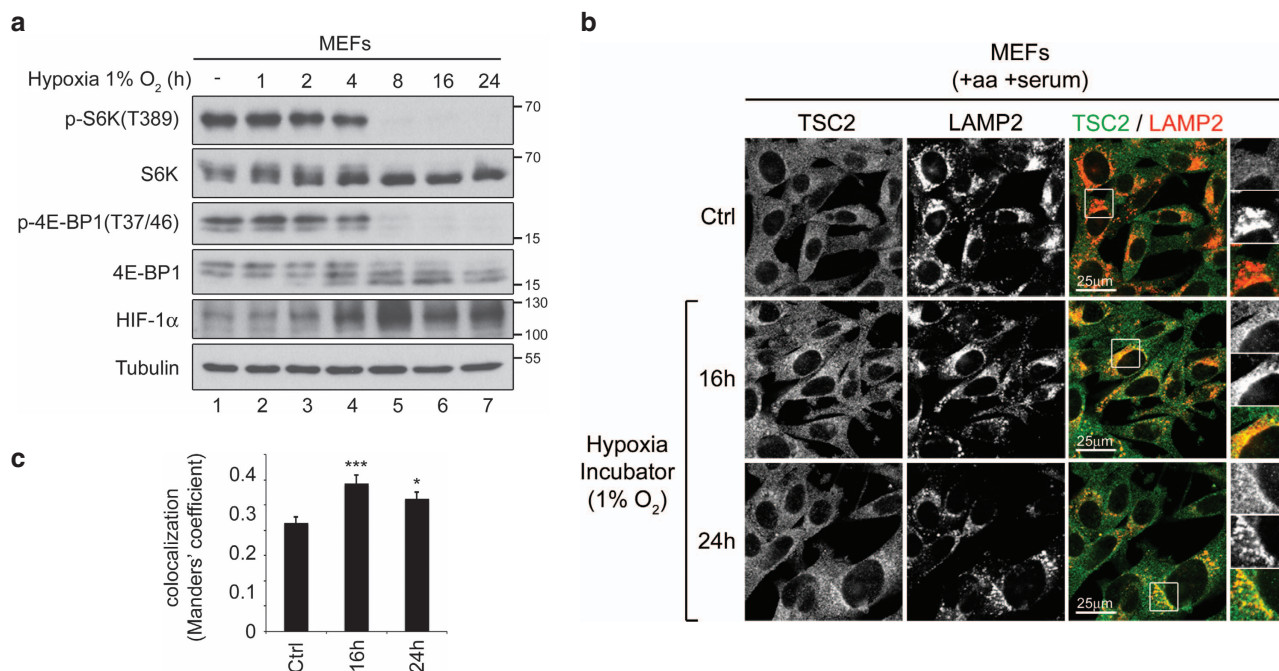 a
MEFs
Hypoxia 1% O2 (h) - 1 2 4 8 16 24
p-S6K(T389) 70
S6K 70
p-4E-BP1(T37/46) 15
4E-BP1 15
HIF-1α 130 100
Tubulin 55
1 2 3 4 5 6 7
b
MEFs
(+aa +serum)
TSC2 LAMP2 TSC2 / LAMP2
Ctrl
25μm
16h
25μm
Hypoxia
Incubator
(1% O2)
24h
25μm
c
colocalization
(Manders' coefficient)
0.4
0.3
0.2
0.1
0
***
*
Ctrl 16h 24h